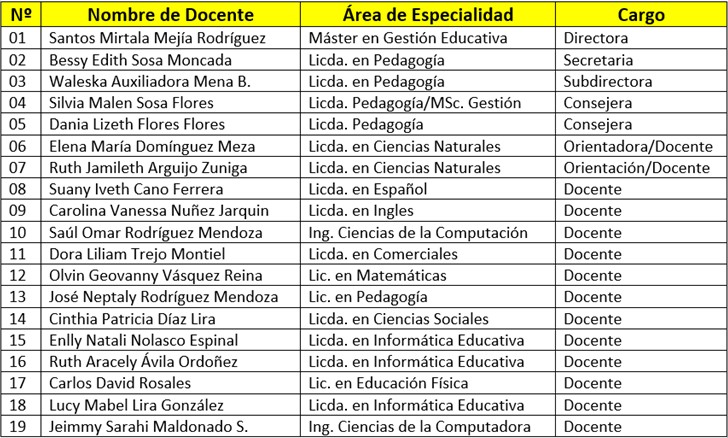 Nº Nombre de Docente Área de Especialidad Cargo
01 Santos Mirtala Mejía Rodríguez Máster en Gestión Educativa Directora
02 Bessy Edith Sosa Moncada Licda. en Pedagogía Secretaria
03 Waleska Auxiliadora Mena B. Licda. en Pedagogía Subdirectora
04 Silvia Malen Sosa Flores Licda. Pedagogía/MSc. Gestión Consejera
05 Dania Lizeth Flores Flores Licda. Pedagogía Consejera
06 Elena María Domínguez Meza Licda. en Ciencias Naturales Orientadora/Docente
07 Ruth Jamileth Arguijo Zuniga Licda. en Ciencias Naturales Orientación/Docente
08 Suany Iveth Cano Ferrera Licda. en Español Docente
09 Carolina Vanessa Nuñez Jarquin Licda. en Ingles Docente
10 Saúl Omar Rodríguez Mendoza Ing. Ciencias de la Computación Docente
11 Dora Liliam Trejo Montiel Licda. en Comerciales Docente
12 Olvin Geovanny Vásquez Reina Lic. en Matemáticas Docente
13 José Neptaly Rodríguez Mendoza Lic. en Pedagogía Docente
14 Cinthia Patricia Díaz Lira Licda. en Ciencias Sociales Docente
15 Enlly Natali Nolasco Espinal Licda. en Informática Educativa Docente
16 Ruth Aracely Ávila Ordoñez Licda. en Informática Educativa Docente
17 Carlos David Rosales Lic. en Educación Física Docente
18 Lucy Mabel Lira González Licda. en Informática Educativa Docente
19 Jeimmy Sarahi Maldonado S. Ing. Ciencias de la Computadora Docente